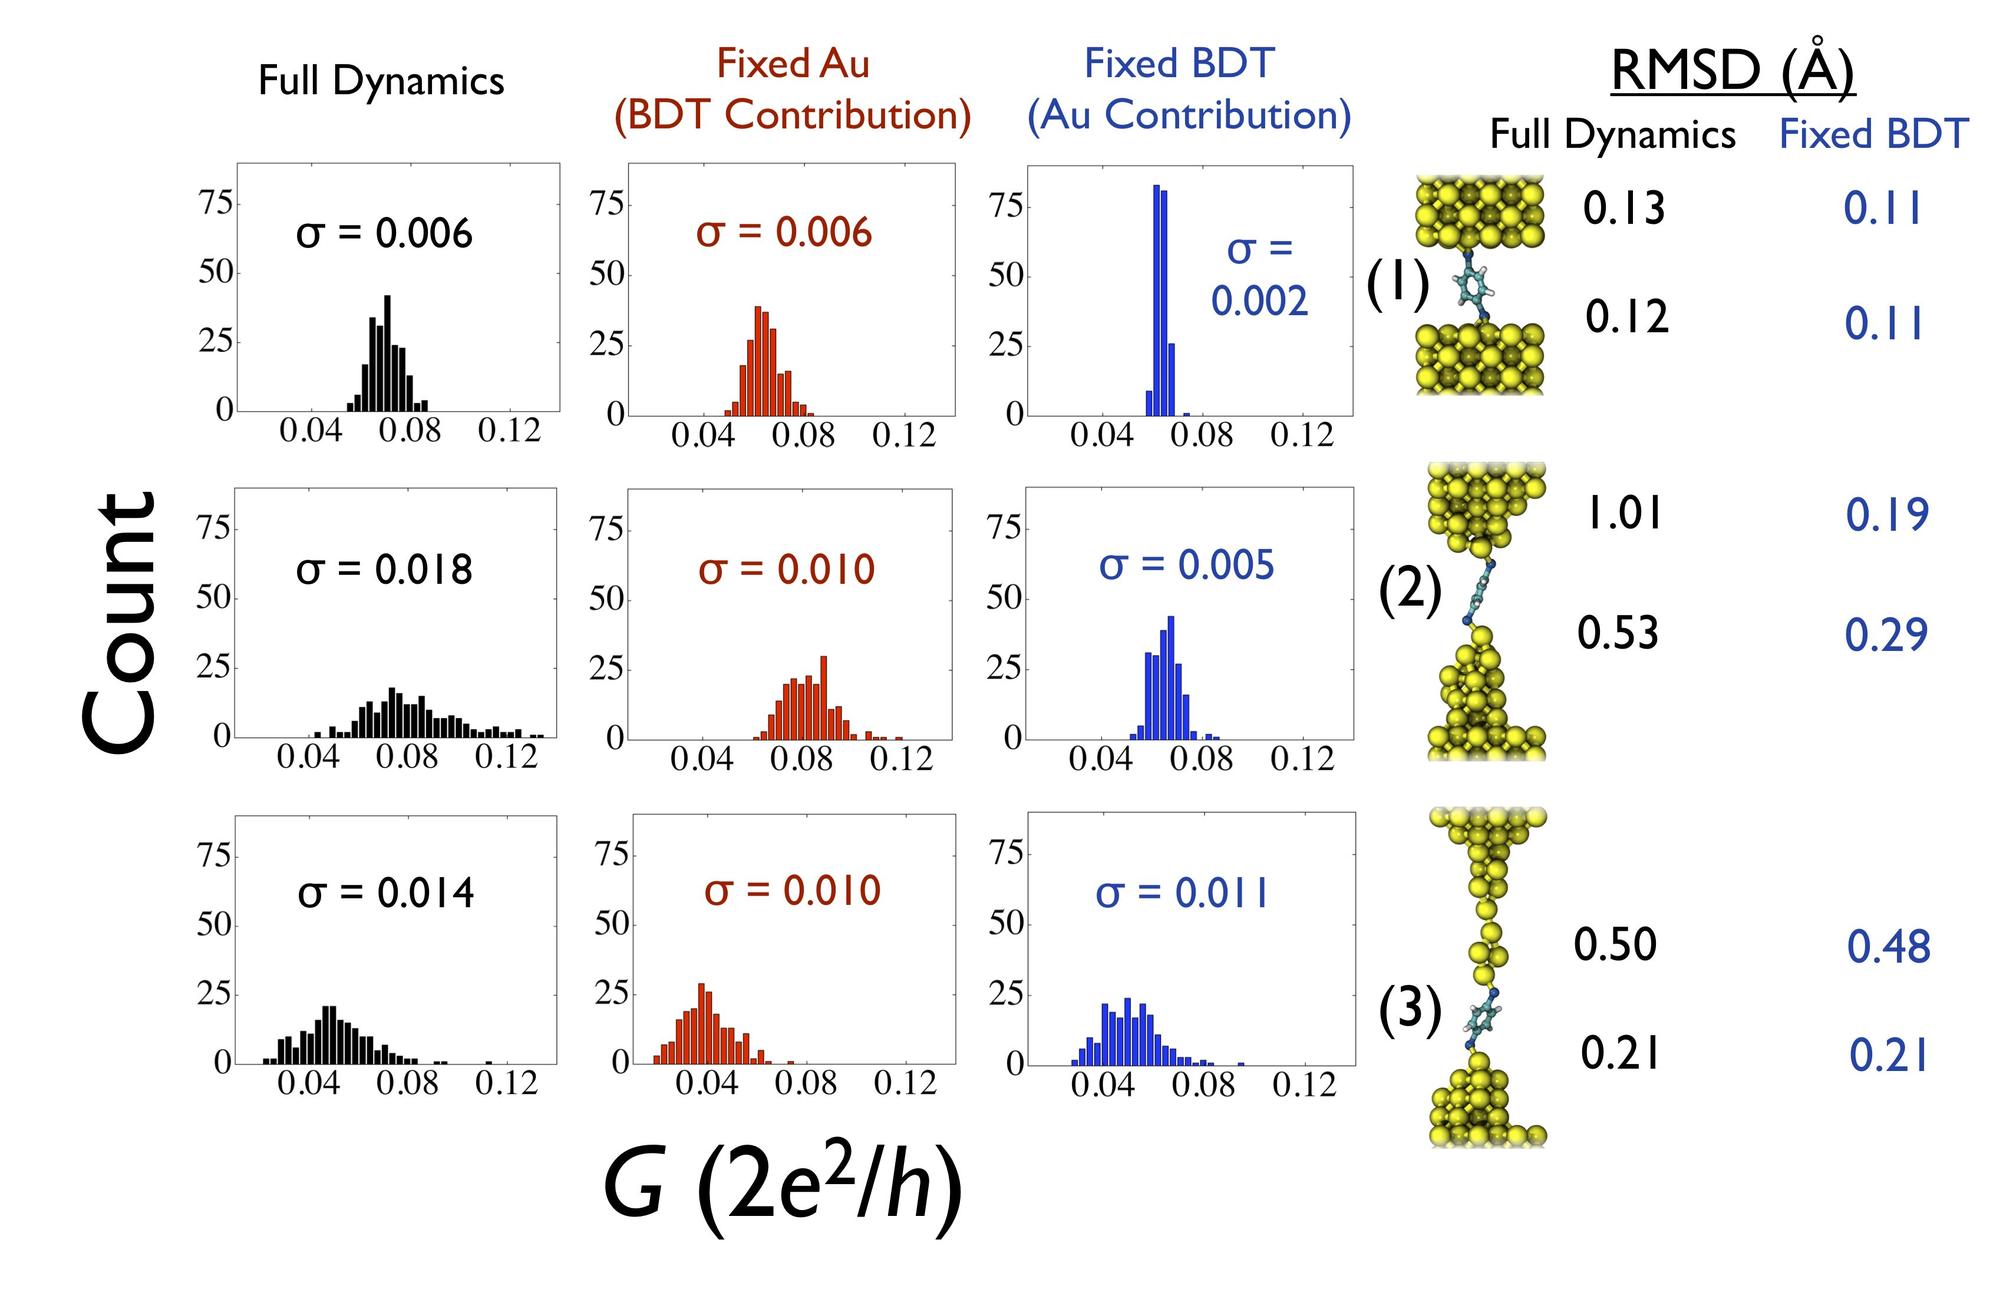 Full Dynamics
Fixed Au
(BDT Contribution)
Fixed BDT
(Au Contribution)
RMSD (Å)
Full Dynamics
Fixed BDT
75
50
25
0
σ = 0.006
0.04 0.08 0.12
75
50
25
0
σ = 0.006
0.04 0.08 0.12
75
50
25
0
σ =
0.002
0.04 0.08 0.12
(1)
0.13
0.11
0.12
0.11
75
50
25
0
σ = 0.018
0.04 0.08 0.12
75
50
25
0
σ = 0.010
0.04 0.08 0.12
75
50
25
0
σ = 0.005
0.04 0.08 0.12
(2)
1.01
0.19
0.53
0.29
75
50
25
0
σ = 0.014
0.04 0.08 0.12
75
50
25
0
σ = 0.010
0.04 0.08 0.12
75
50
25
0
σ = 0.011
0.04 0.08 0.12
(3)
0.50
0.48
0.21
0.21
Count
G (2e²/h)